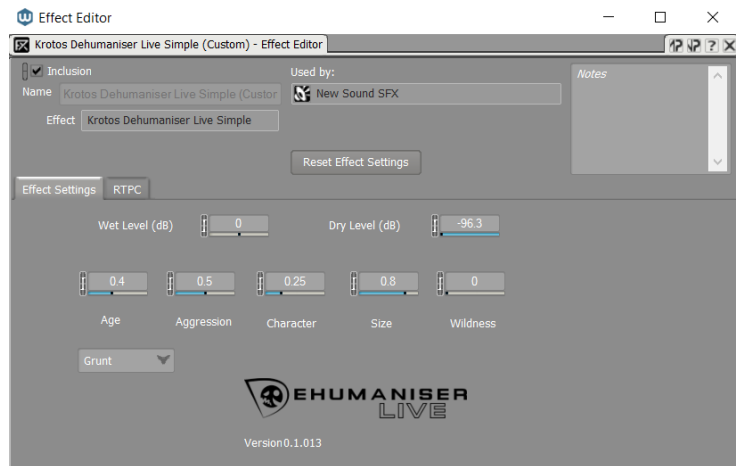 Effect Editor
Krotos Dehumaniser Live Simple (Custom) - Effect Editor
Inclusion
Used by:
Notes
Name Krotos Dehumaniser Live Simple (Custor
New Sound SFX
Effect Krotos Dehumaniser Live Simple
Reset Effect Settings
Effect Settings RTPC
Wet Level (dB) 0 Dry Level (dB) -96.3
0.4 0.5 0.25 0.8 0
Age Aggression Character Size Wildness
Grunt
DEHUMANISER
LIVE
Version0.1.013